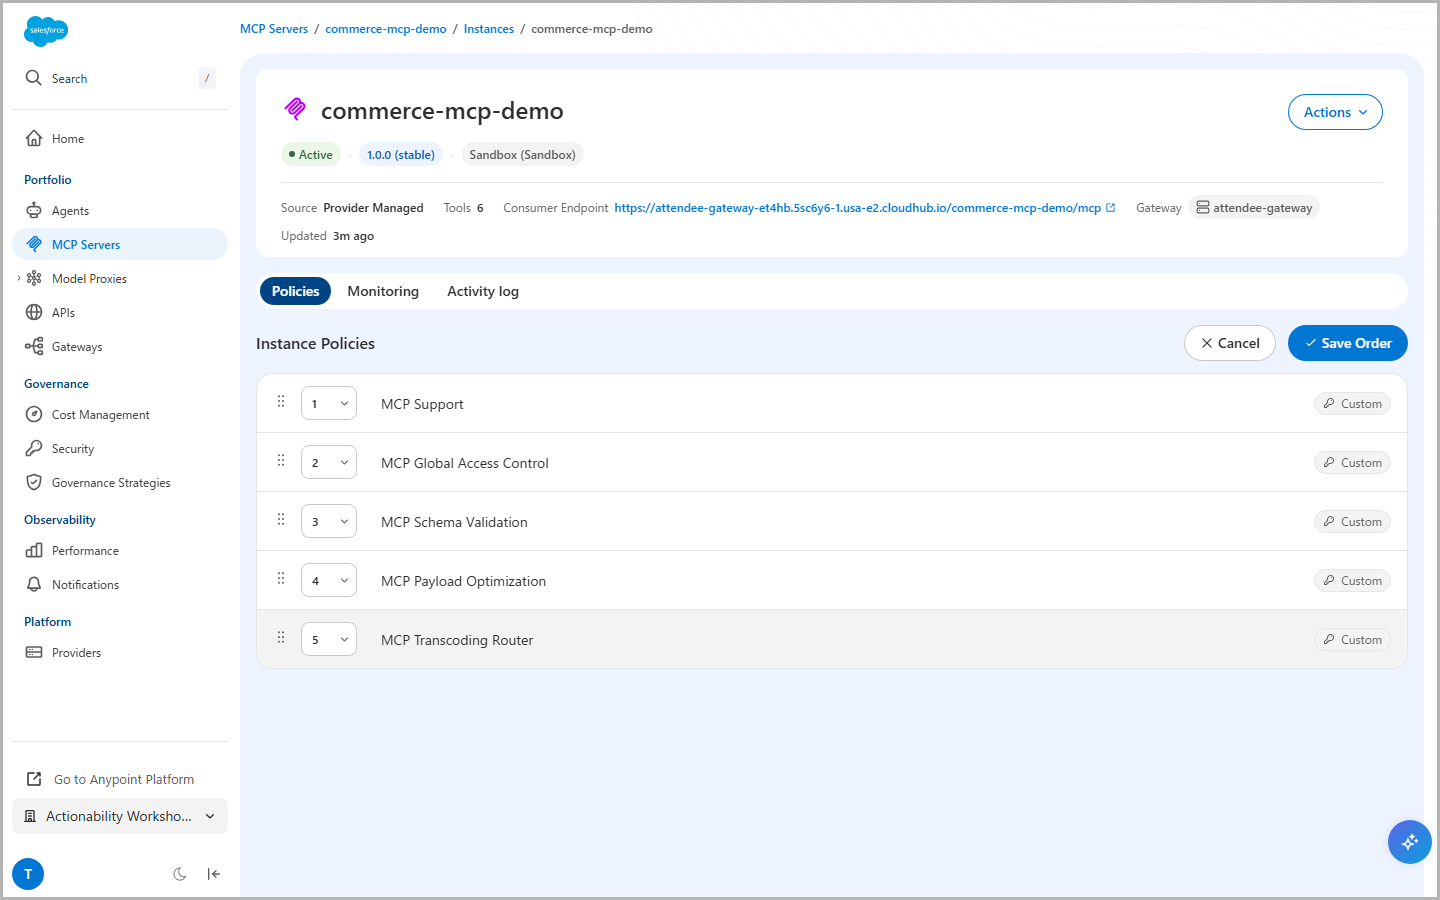 salesforce
MCP Servers / commerce-mcp-demo / Instances / commerce-mcp-demo
Search /
Home
Portfolio
Agents
MCP Servers
Model Proxies
APIs
Gateways
Governance
Cost Management
Security
Governance Strategies
Observability
Performance
Notifications
Platform
Providers
Go to Anypoint Platform
Actionability Worksho...
T
commerce-mcp-demo
Actions
Active · 1.0.0 (stable) · Sandbox (Sandbox)
Source Provider Managed Tools 6 Consumer Endpoint https://attendee-gateway-et4hb.5sc6y6-1.usa-e2.cloudhub.io/commerce-mcp-demo/mcp Gateway attendee-gateway
Updated 3m ago
Policies Monitoring Activity log
Instance Policies Cancel Save Order
1 MCP Support Custom
2 MCP Global Access Control Custom
3 MCP Schema Validation Custom
4 MCP Payload Optimization Custom
5 MCP Transcoding Router Custom